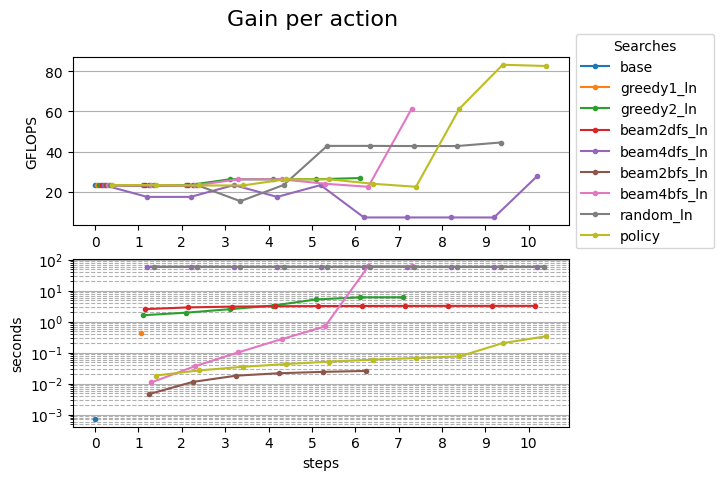 Gain per action
GFLOPS
80
60
40
20
0 1 2 3 4 5 6 7 8 9 10
Searches
base
greedy1_ln
greedy2_ln
beam2dfs_ln
beam4dfs_ln
beam2bfs_ln
beam4bfs_ln
random_ln
policy
seconds
10²
10¹
10⁰
10⁻¹
10⁻²
10⁻³
0 1 2 3 4 5 6 7 8 9 10
steps